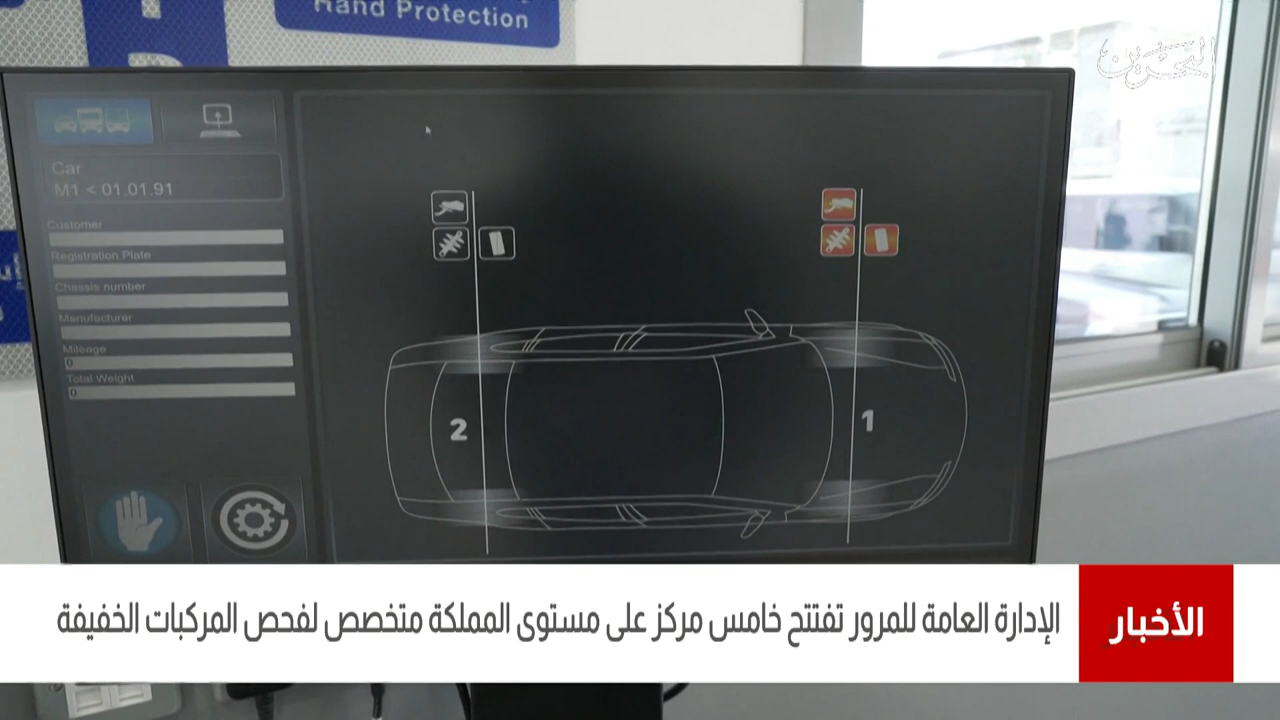 Hand Protection
البحرين
Car
M1 < 01.01.91
Customer
Registration Plate
Chassis number
Manufacturer
Mileage
0
Total Weight
0
2
1
الأخبار
الإدارة العامة للمرور تفتتح خامس مركز على مستوى المملكة متخصص لفحص المركبات الخفيفة